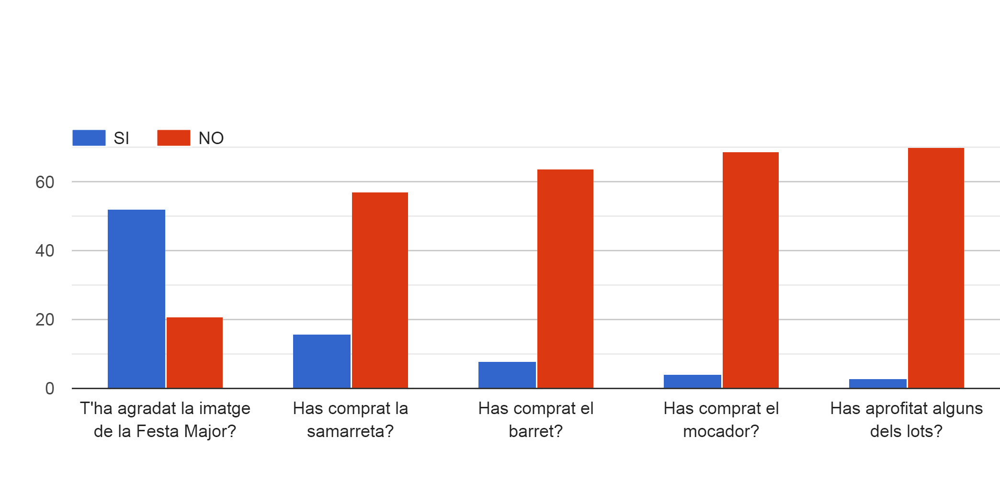 SI NO
60
40
20
0
T'ha agradat la imatge
de la Festa Major?
Has comprat la
samarreta?
Has comprat el
barret?
Has comprat el
mocador?
Has aprofitat alguns
dels lots?